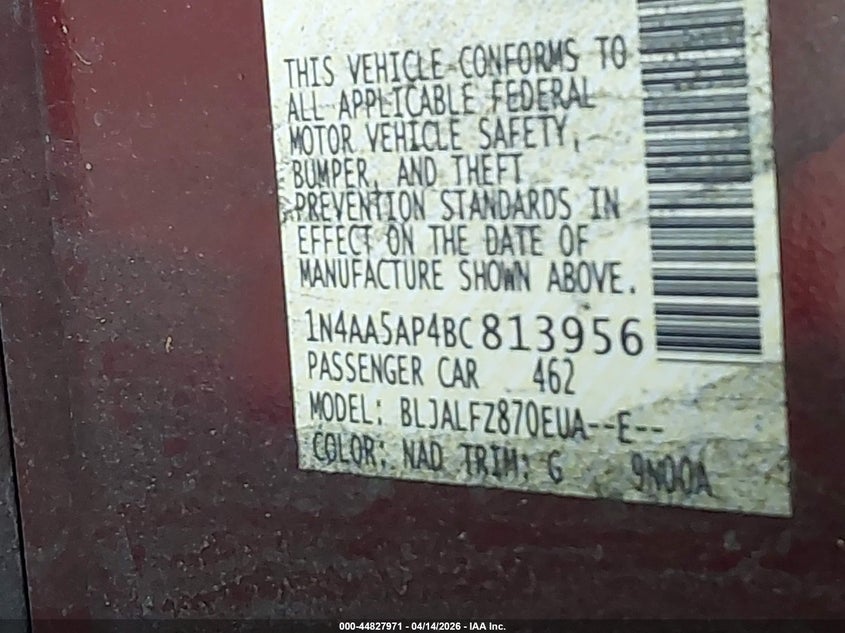 THIS VEHICLE CONFORMS TO
ALL APPLICABLE FEDERAL
MOTOR VEHICLE SAFETY,
BUMPER, AND THEFT
PREVENTION STANDARDS IN
EFFECT ON THE DATE OF
MANUFACTURE SHOWN ABOVE.
1N4AA5AP4BC813956
PASSENGER CAR 462
MODEL: BLJALFZ870EUA--E--
COLOR: NAD TRIM: G 9N00A
000-44827971 - 04/14/2026 - IAA Inc.